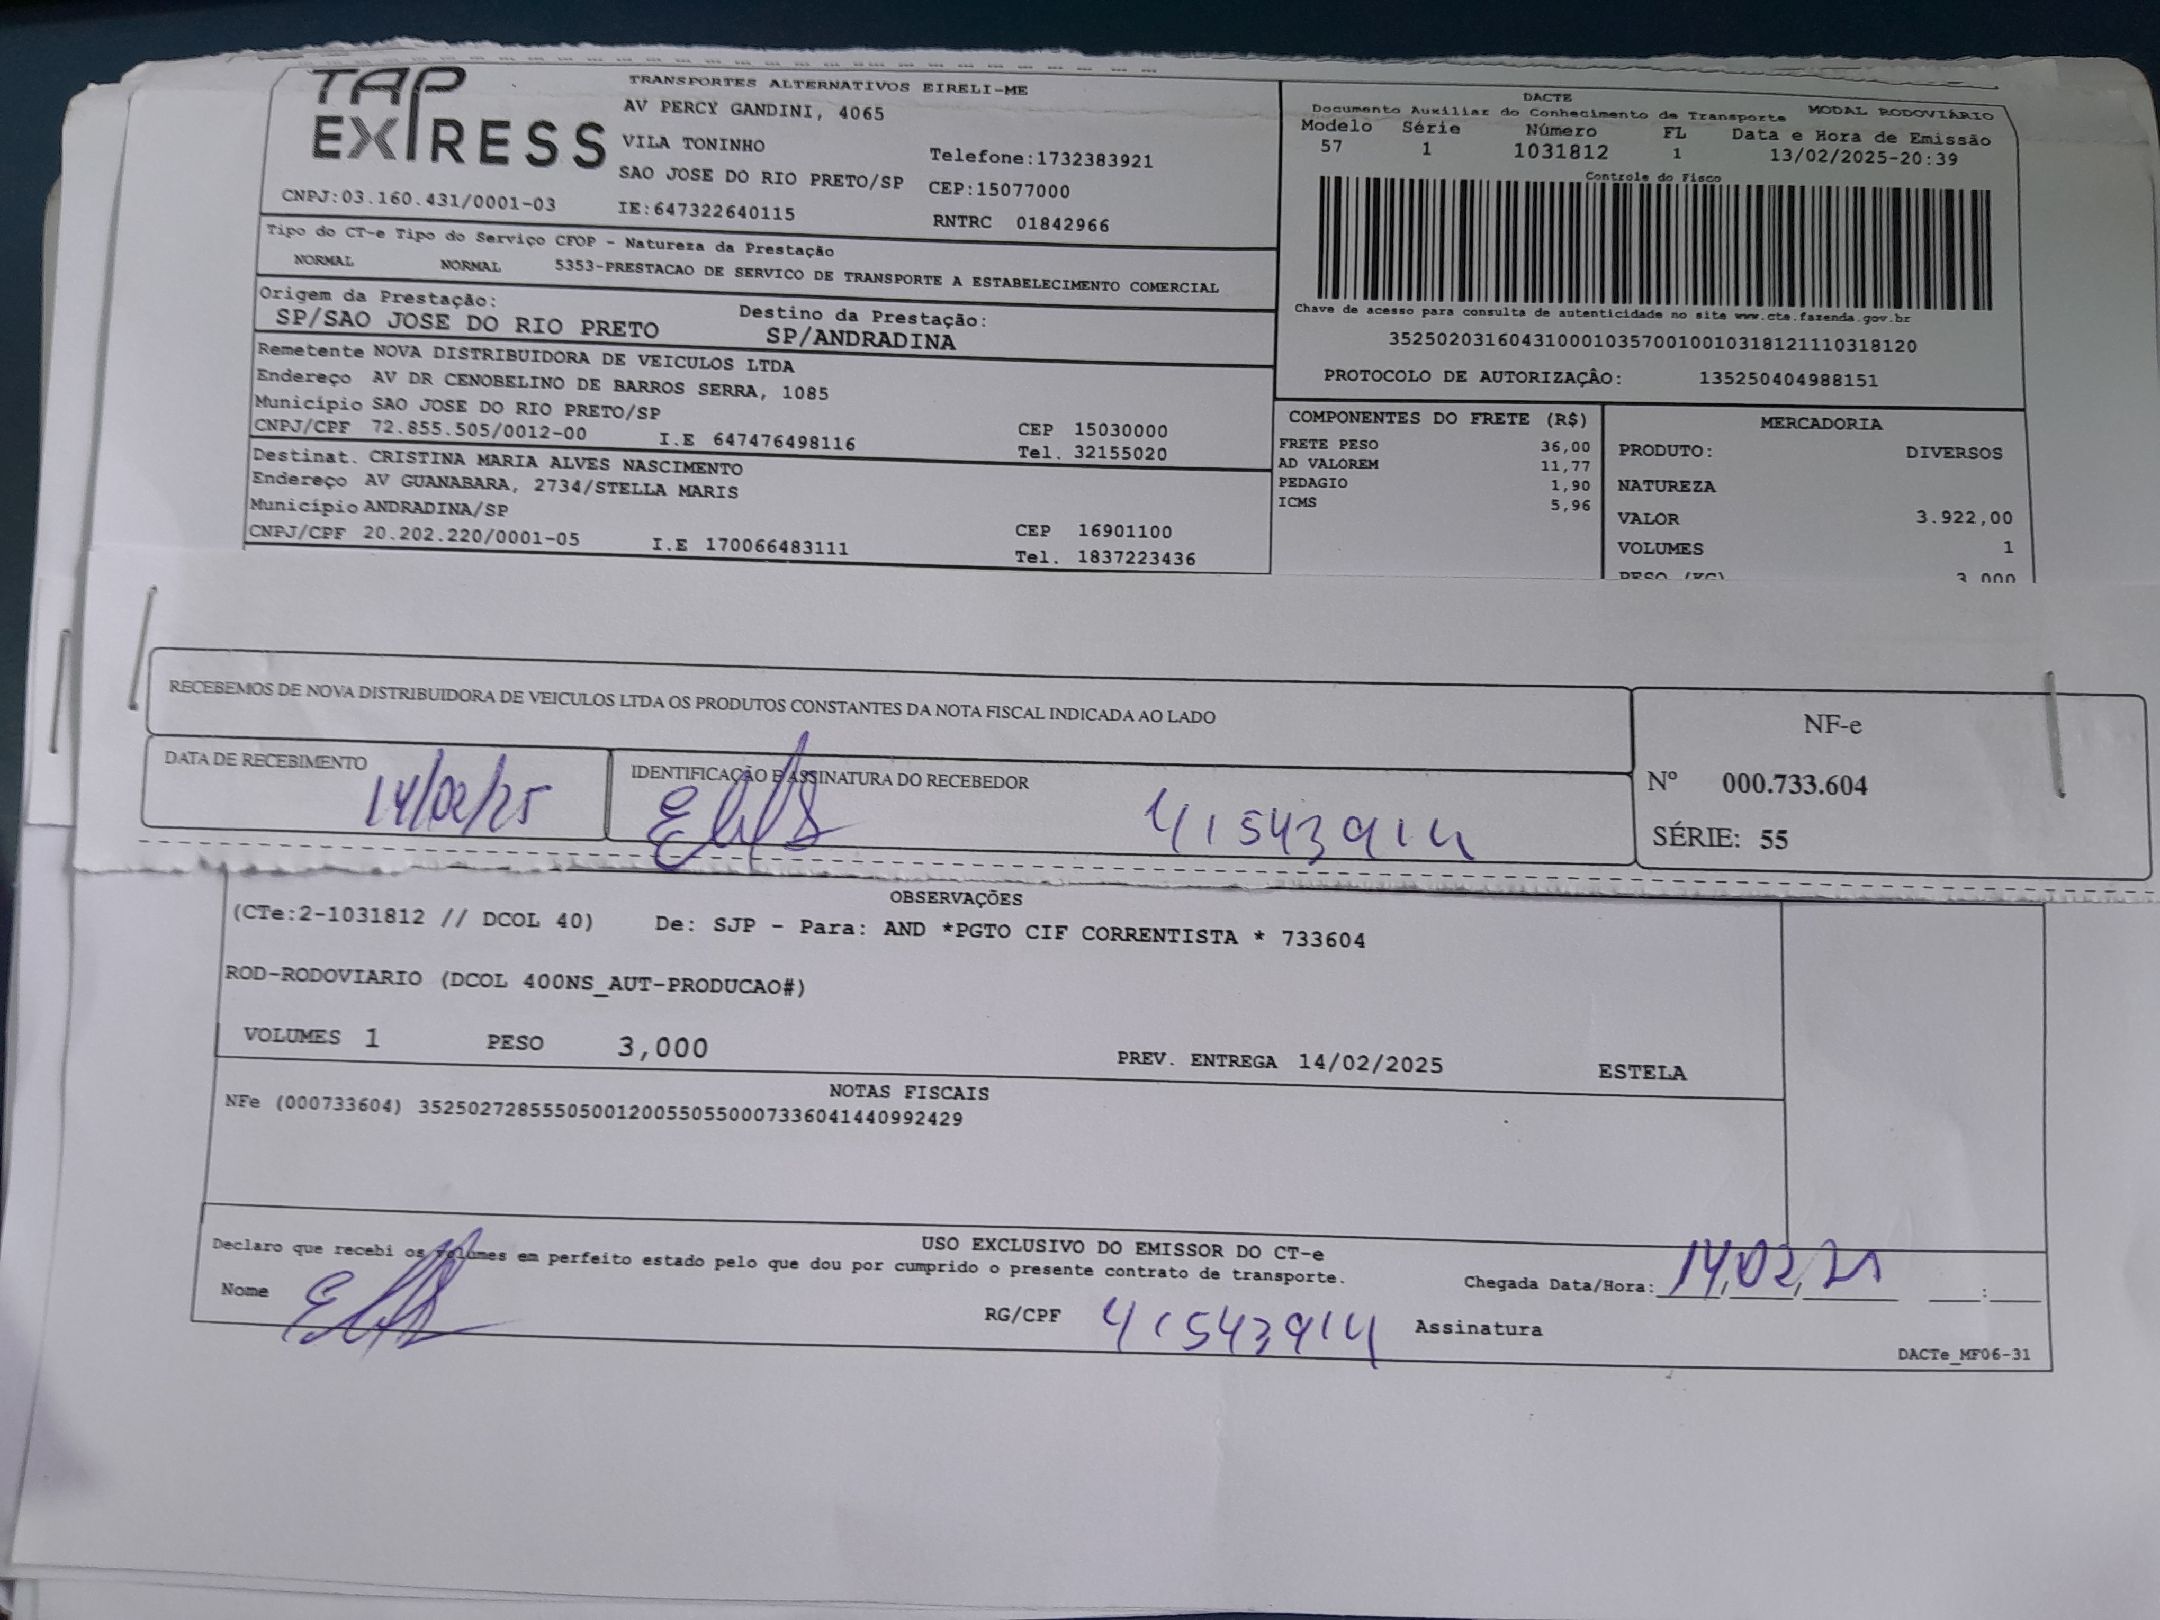 TAP EXPRESS
TRANSPORTES ALTERNATIVOS EIRELI-ME
AV PERCY GANDINI, 4065
VILA TONINHO Telefone:1732383921
SAO JOSE DO RIO PRETO/SP CEP:15077000
CNPJ:03.160.431/0001-03 IE:647322640115 RNTRC 01842966
DACTE
Documento Auxiliar do Conhecimento de Transporte MODAL RODOVIÁRIO
Modelo Série Número FL Data e Hora de Emissão
57 1 1031812 1 13/02/2025-20:39
Controle do Fisco
Chave de acesso para consulta de autenticidade no site www.cte.fazenda.gov.br
35250203160431000103570010010318121110318120
PROTOCOLO DE AUTORIZAÇÂO: 135250404988151
Tipo do CT-e Tipo do Serviço CFOP - Natureza da Prestação
NORMAL NORMAL 5353-PRESTACAO DE SERVICO DE TRANSPORTE A ESTABELECIMENTO COMERCIAL
Origem da Prestação: Destino da Prestação:
SP/SAO JOSE DO RIO PRETO SP/ANDRADINA
Remetente NOVA DISTRIBUIDORA DE VEICULOS LTDA
Endereço AV DR CENOBELINO DE BARROS SERRA, 1085
Município SAO JOSE DO RIO PRETO/SP CEP 15030000
CNPJ/CPF 72.855.505/0012-00 I.E 647476498116 Tel. 32155020
Destinat. CRISTINA MARIA ALVES NASCIMENTO
Endereço AV GUANABARA, 2734/STELLA MARIS
Município ANDRADINA/SP CEP 16901100
CNPJ/CPF 20.202.220/0001-05 I.E 170066483111 Tel. 1837223436
COMPONENTES DO FRETE (R$)
FRETE PESO 36,00
AD VALOREM 11,77
PEDAGIO 1,90
ICMS 5,96
MERCADORIA
PRODUTO: DIVERSOS
NATUREZA
VALOR 3.922,00
VOLUMES 1
PESO (KG) 3,000
RECEBEMOS DE NOVA DISTRIBUIDORA DE VEICULOS LTDA OS PRODUTOS CONSTANTES DA NOTA FISCAL INDICADA AO LADO
DATA DE RECEBIMENTO 14/02/25
IDENTIFICAÇÃO E ASSINATURA DO RECEBEDOR
41543914
NF-e
Nº 000.733.604
SÉRIE: 55
OBSERVAÇÕES
(CTe:2-1031812 // DCOL 40) De: SJP - Para: AND *PGTO CIF CORRENTISTA * 733604
ROD-RODOVIARIO (DCOL 400NS_AUT-PRODUCAO#)
VOLUMES 1 PESO 3,000 PREV. ENTREGA 14/02/2025 ESTELA
NOTAS FISCAIS
NFe (000733604) 35250272855505001200550550007336041440992429
USO EXCLUSIVO DO EMISSOR DO CT-e
Declaro que recebi os volumes em perfeito estado pelo que dou por cumprido o presente contrato de transporte.
Chegada Data/Hora: 14/02/25 :
Nome RG/CPF 41543914 Assinatura
DACTe_MF06-31